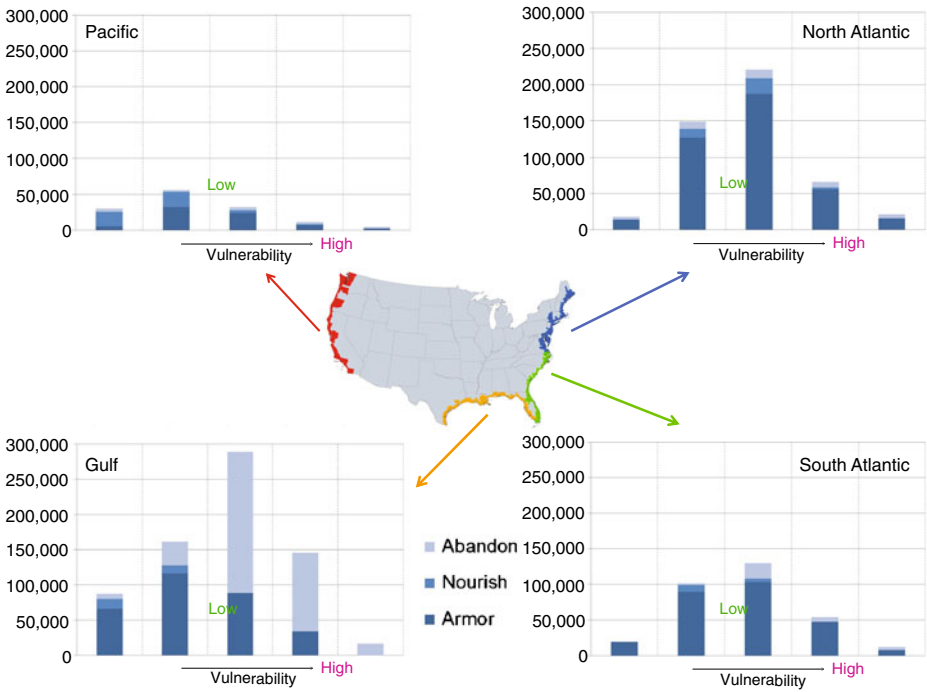 Pacific
300,000
250,000
200,000
150,000
100,000
50,000
0
Low
Vulnerability
High
North Atlantic
300,000
250,000
200,000
150,000
100,000
50,000
0
Low
Vulnerability
High
Gulf
300,000
250,000
200,000
150,000
100,000
50,000
0
Low
Vulnerability
High
Abandon
Nourish
Armor
South Atlantic
300,000
250,000
200,000
150,000
100,000
50,000
0
Low
Vulnerability
High